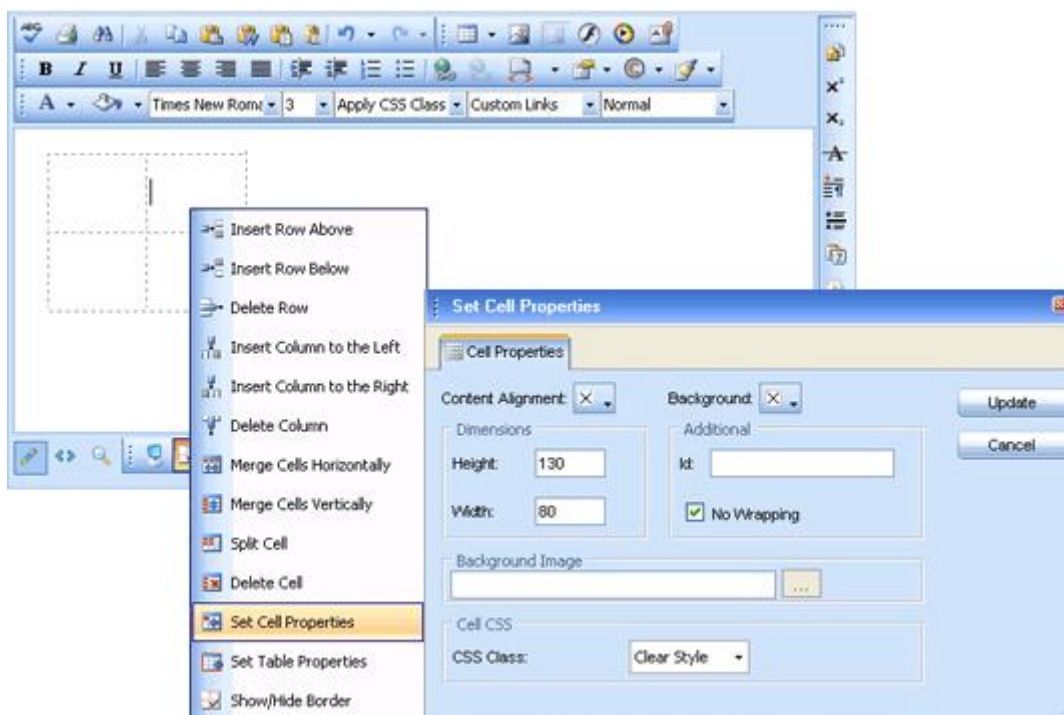 ABC
B I U
A Times New Roma 3 Apply CSS Class Custom Links Normal
Insert Row Above
Insert Row Below
Delete Row
Insert Column to the Left
Insert Column to the Right
Delete Column
Merge Cells Horizontally
Merge Cells Vertically
Split Cell
Delete Cell
Set Cell Properties
Set Table Properties
Show/Hide Border
Set Cell Properties
Cell Properties
Content Alignment: Background:
Update
Dimensions Additional
Cancel
Height: 130 Id:
Width: 80 No Wrapping
Background Image
...
Cell CSS
CSS Class: Clear Style